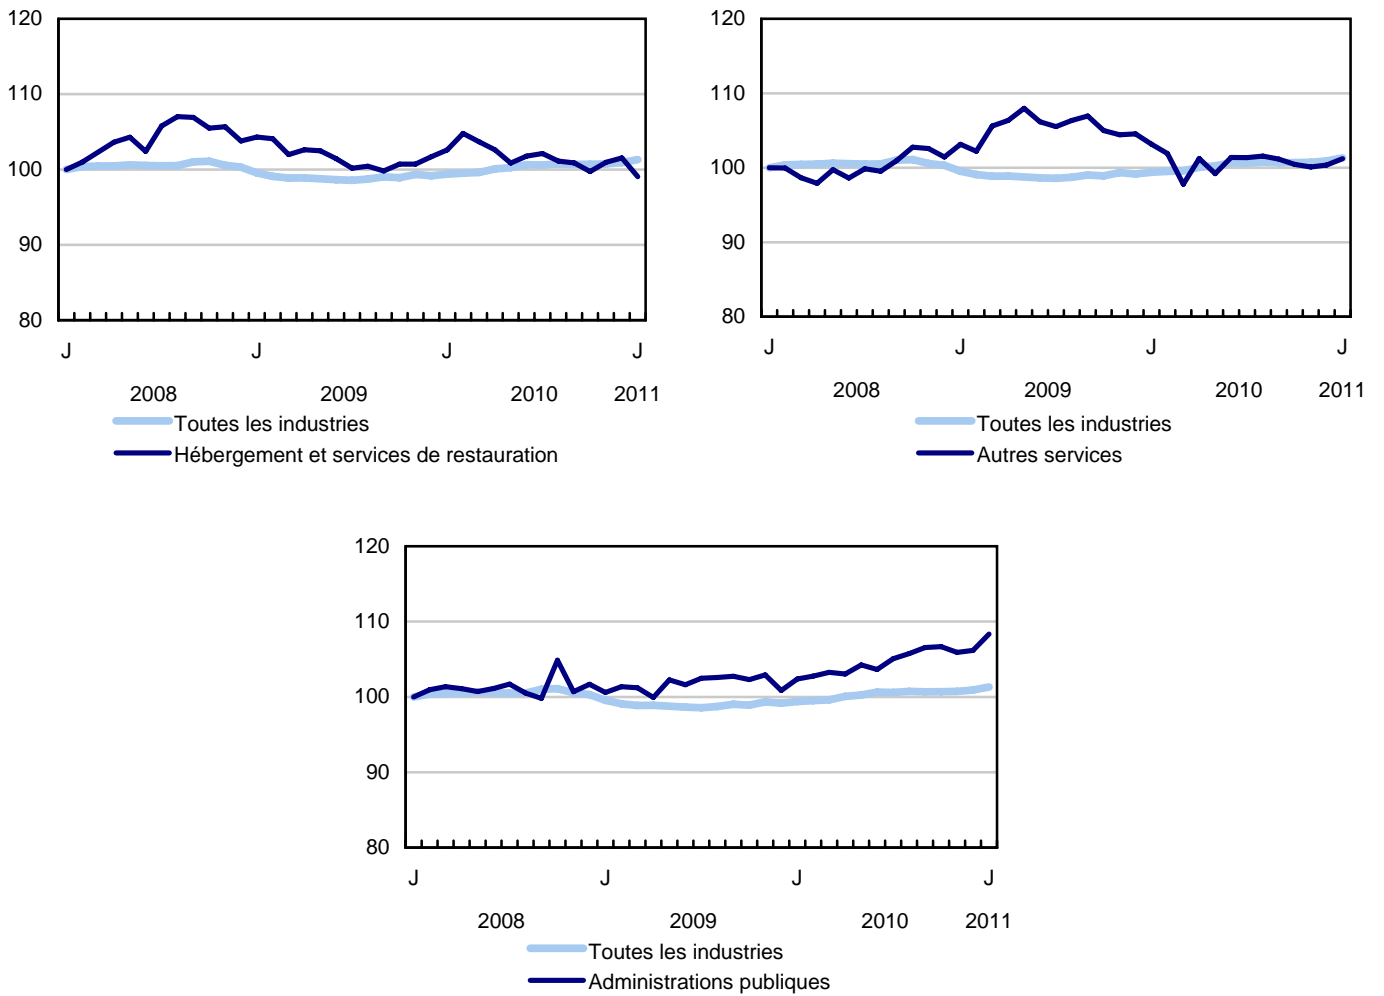 120
110
100
90
80
J J J J
2008 2009 2010 2011
Toutes les industries
Hébergement et services de restauration
120
110
100
90
80
J J J J
2008 2009 2010 2011
Toutes les industries
Autres services
120
110
100
90
80
J J J J
2008 2009 2010 2011
Toutes les industries
Administrations publiques